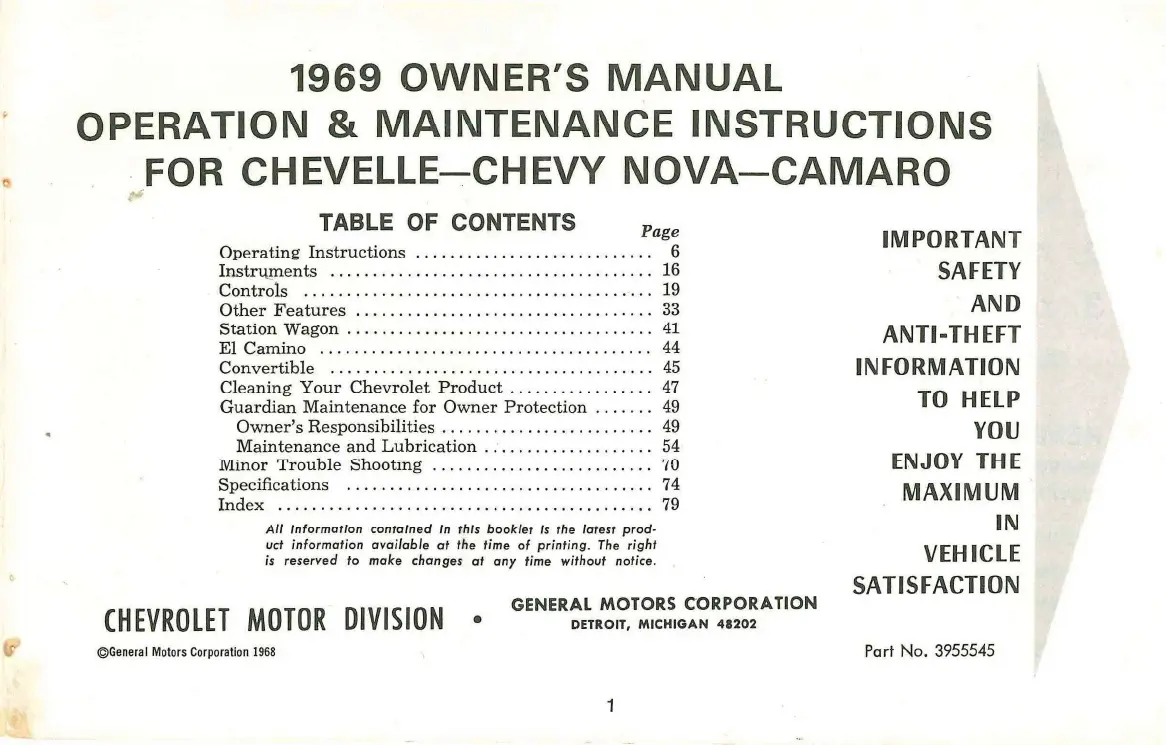 1969 OWNER'S MANUAL
OPERATION & MAINTENANCE INSTRUCTIONS
FOR CHEVELLE—CHEVY NOVA—CAMARO
TABLE OF CONTENTS Page
Operating Instructions ............................ 6
Instruments ...................................... 16
Controls ......................................... 19
Other Features ................................... 33
Station Wagon .................................... 41
El Camino ....................................... 44
Convertible ...................................... 45
Cleaning Your Chevrolet Product ................. 47
Guardian Maintenance for Owner Protection ....... 49
Owner's Responsibilities ......................... 49
Maintenance and Lubrication .................... 54
Minor Trouble Shooting .......................... 70
Specifications .................................... 74
Index ............................................ 79
All information contained in this booklet is the latest prod-
uct information available at the time of printing. The right
is reserved to make changes at any time without notice.
IMPORTANT
SAFETY
AND
ANTI-THEFT
INFORMATION
TO HELP
YOU
ENJOY THE
MAXIMUM
IN
VEHICLE
SATISFACTION
CHEVROLET MOTOR DIVISION • GENERAL MOTORS CORPORATION
DETROIT, MICHIGAN 48202
©General Motors Corporation 1968
Part No. 3955545
1